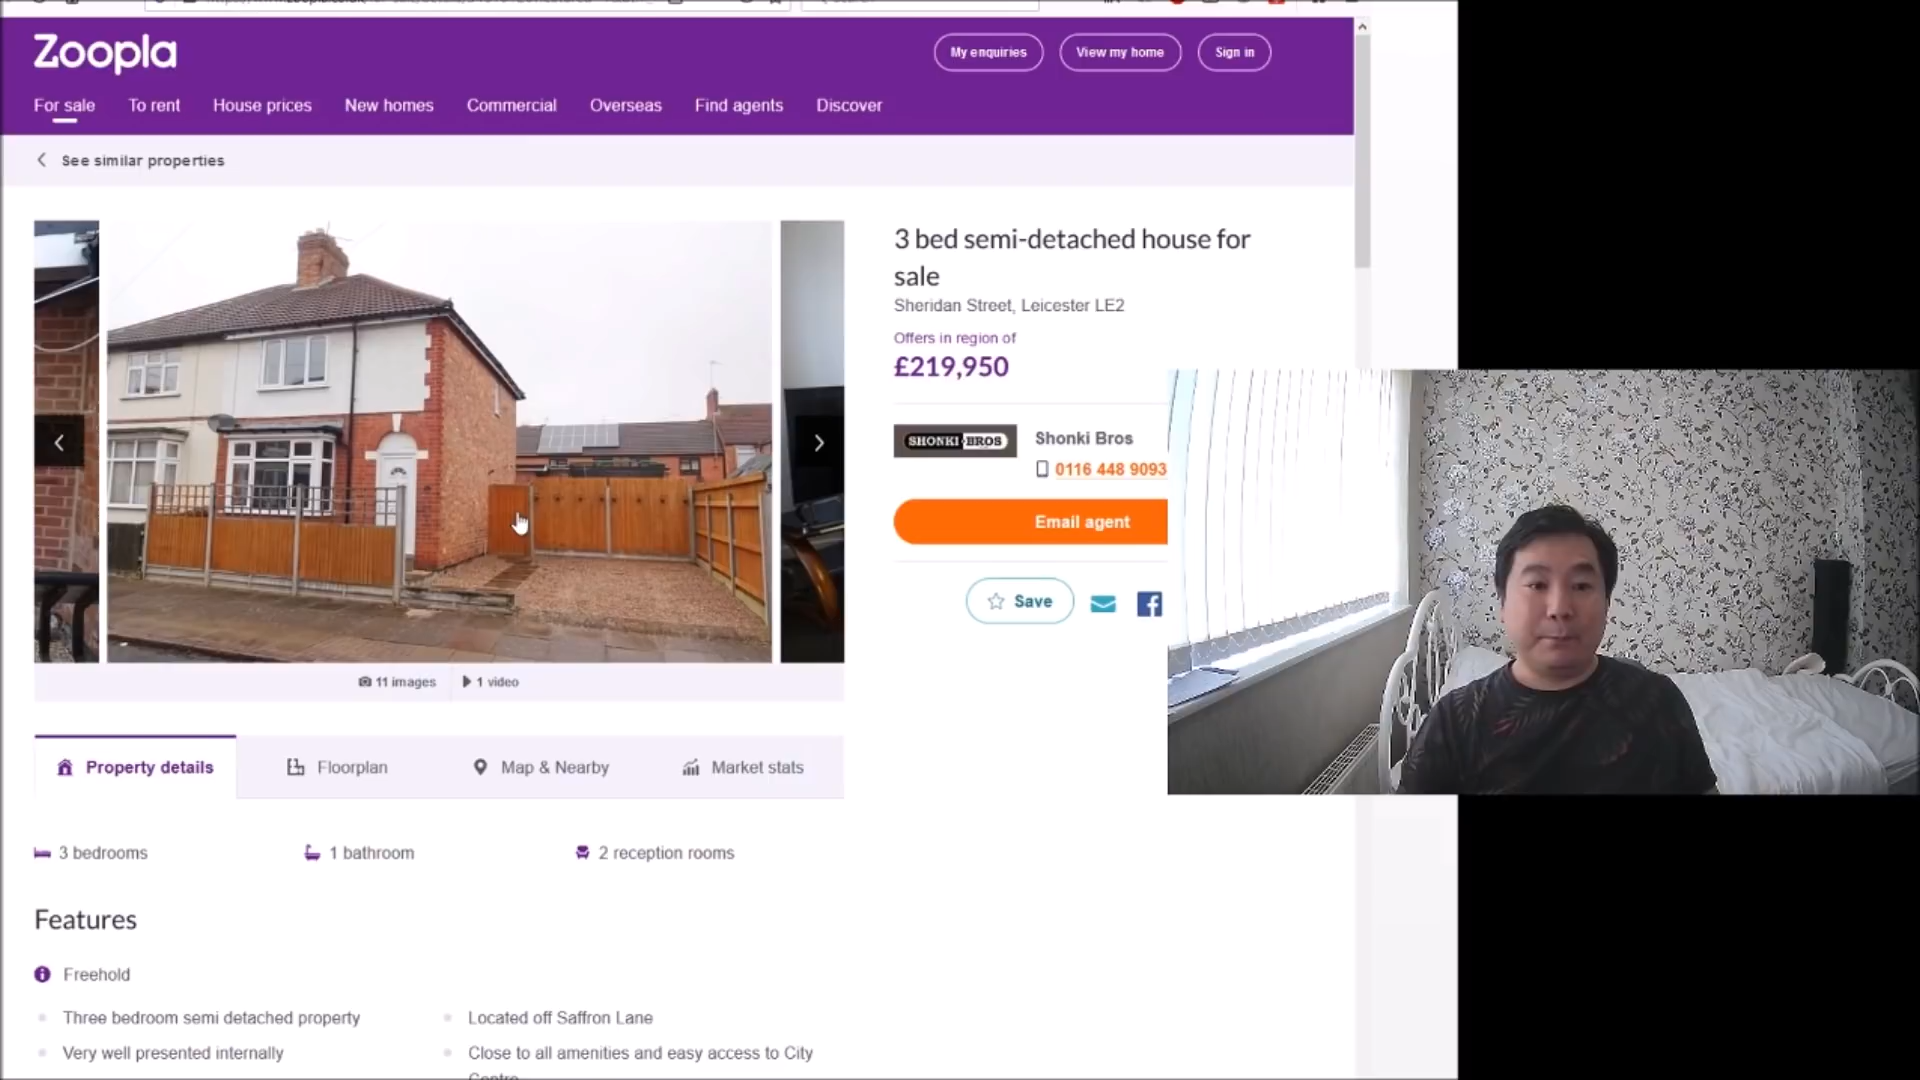 Zoopla
My enquiries
View my home
Sign in
For sale
To rent
House prices
New homes
Commercial
Overseas
Find agents
Discover
See similar properties
3 bed semi-detached house for
sale
Sheridan Street, Leicester LE2
Offers in region of
£219,950
SHONKI BROS
Shonki Bros
0116 448 9093
Email agent
Save
11 images
1 video
Property details
Floorplan
Map & Nearby
Market stats
3 bedrooms
1 bathroom
2 reception rooms
Features
Freehold
Three bedroom semi detached property
Located off Saffron Lane
Very well presented internally
Close to all amenities and easy access to City